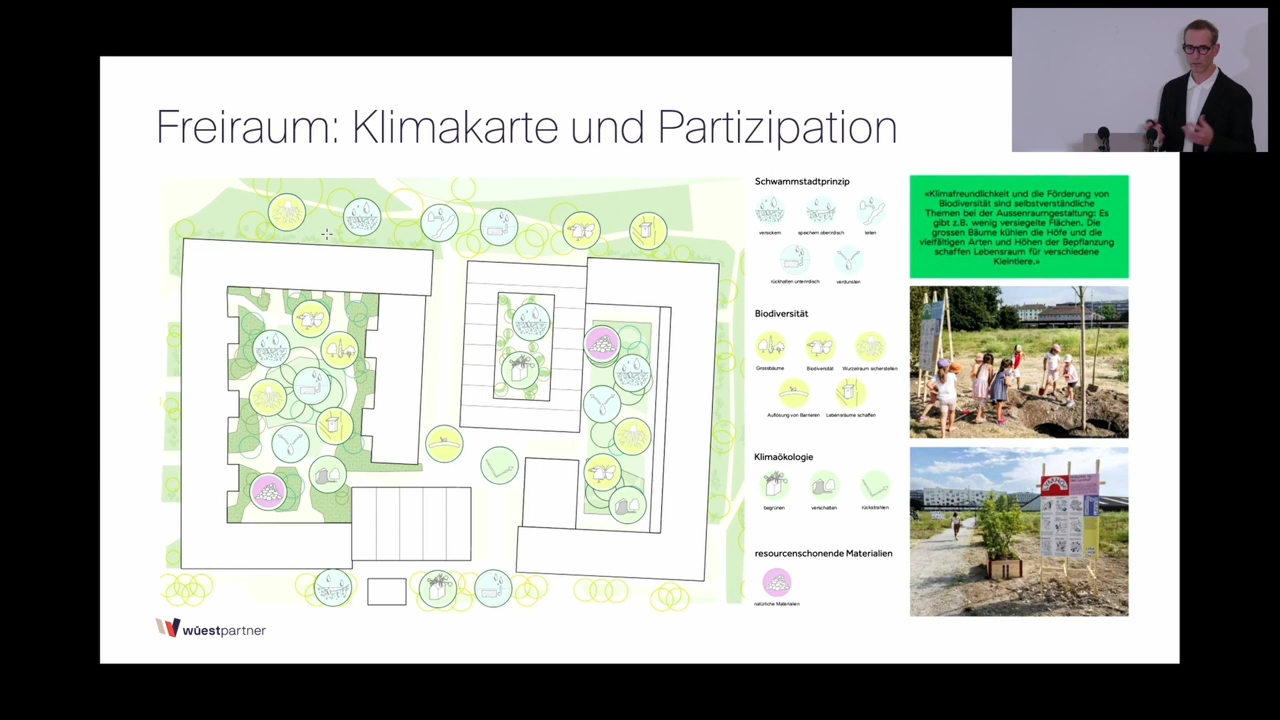 Freiraum: Klimakarte und Partizipation
Schwammstadtprinzip
versickern
speichern oberirdisch
leiten
rückhalten unterirdisch
verdunsten
Biodiversität
Grossbäume
Biodiversität
Wurzelraum sicherstellen
Auflösung von Barrieren
Lebensräume schaffen
Klimaökologie
begrünen
verschatten
rückstrahlen
resourcenschonende Materialien
natürliche Materialien
«Klimafreundlichkeit und die Förderung von
Biodiversität sind selbstverständliche
Themen bei der Aussenraumgestaltung: Es
gibt z.B. wenig versiegelte Flächen. Die
grossen Bäume kühlen die Höfe und die
vielfältigen Arten und Höhen der Bepflanzung
schaffen Lebensraum für verschiedene
Kleintiere.»
wüestpartner